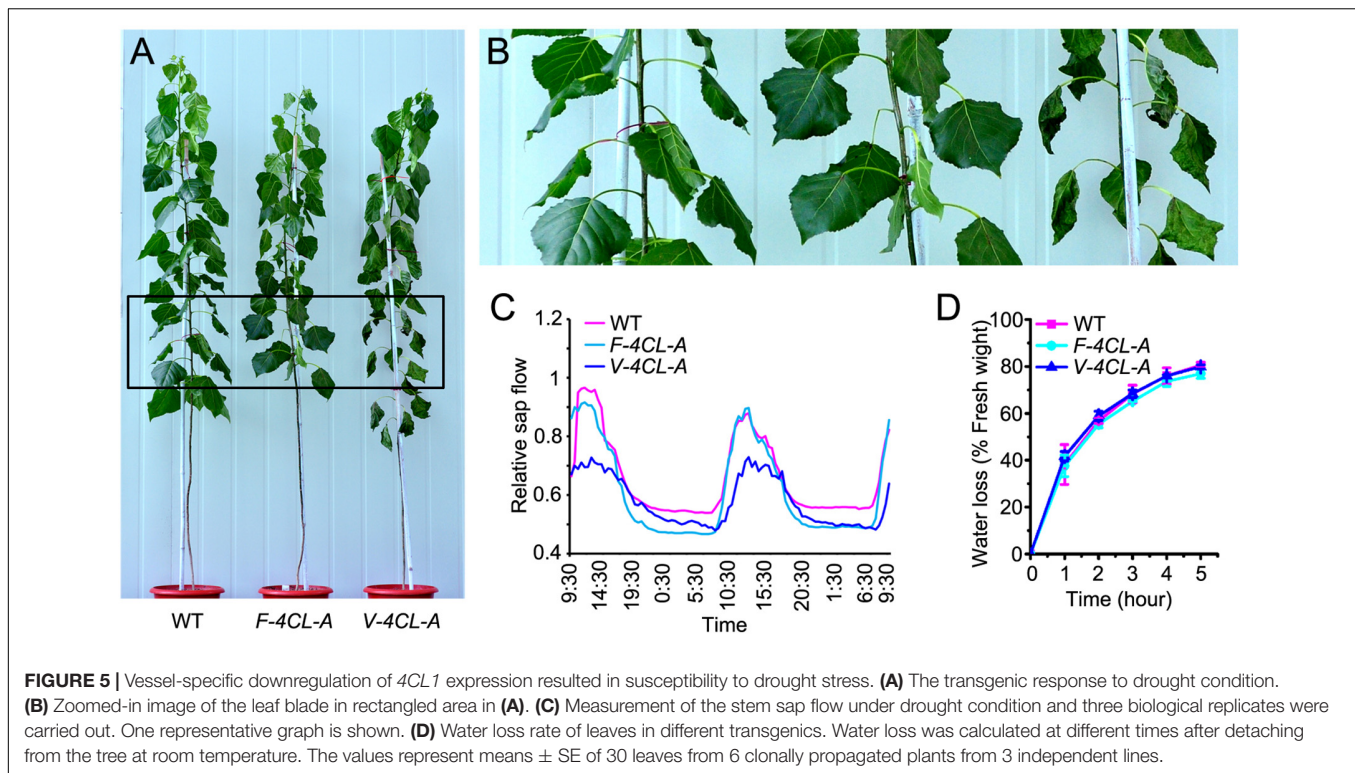 A
B
WT
F-4CL-A
V-4CL-A
C
Relative sap flow
1.2
1
0.8
0.6
0.4
WT
F-4CL-A
V-4CL-A
9:30
14:30
19:30
0:30
5:30
10:30
15:30
20:30
1:30
6:30
9:30
Time
D
Water loss (% Fresh wight)
100
80
60
40
20
0
WT
F-4CL-A
V-4CL-A
0 1 2 3 4 5
Time (hour)
FIGURE 5 | Vessel-specific downregulation of 4CL1 expression resulted in susceptibility to drought stress. (A) The transgenic response to drought condition.
(B) Zoomed-in image of the leaf blade in rectangled area in (A). (C) Measurement of the stem sap flow under drought condition and three biological replicates were
carried out. One representative graph is shown. (D) Water loss rate of leaves in different transgenics. Water loss was calculated at different times after detaching
from the tree at room temperature. The values represent means ± SE of 30 leaves from 6 clonally propagated plants from 3 independent lines.